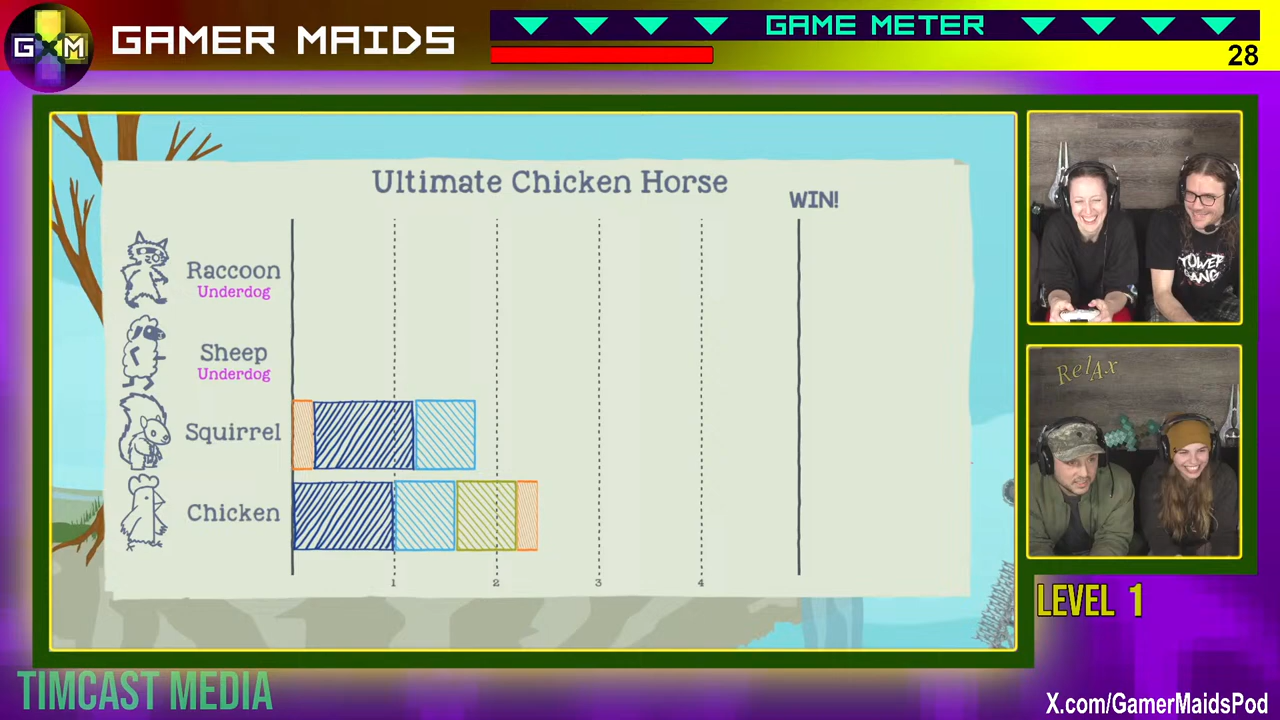 GXM
GAMER MAIDS
GAME METER
28
Ultimate Chicken Horse
WIN!
Raccoon
Underdog
Sheep
Underdog
Squirrel
Chicken
1
2
3
4
TOWER
GANG
RelAx
LEVEL 1
TIMCAST MEDIA
X.com/GamerMaidsPod